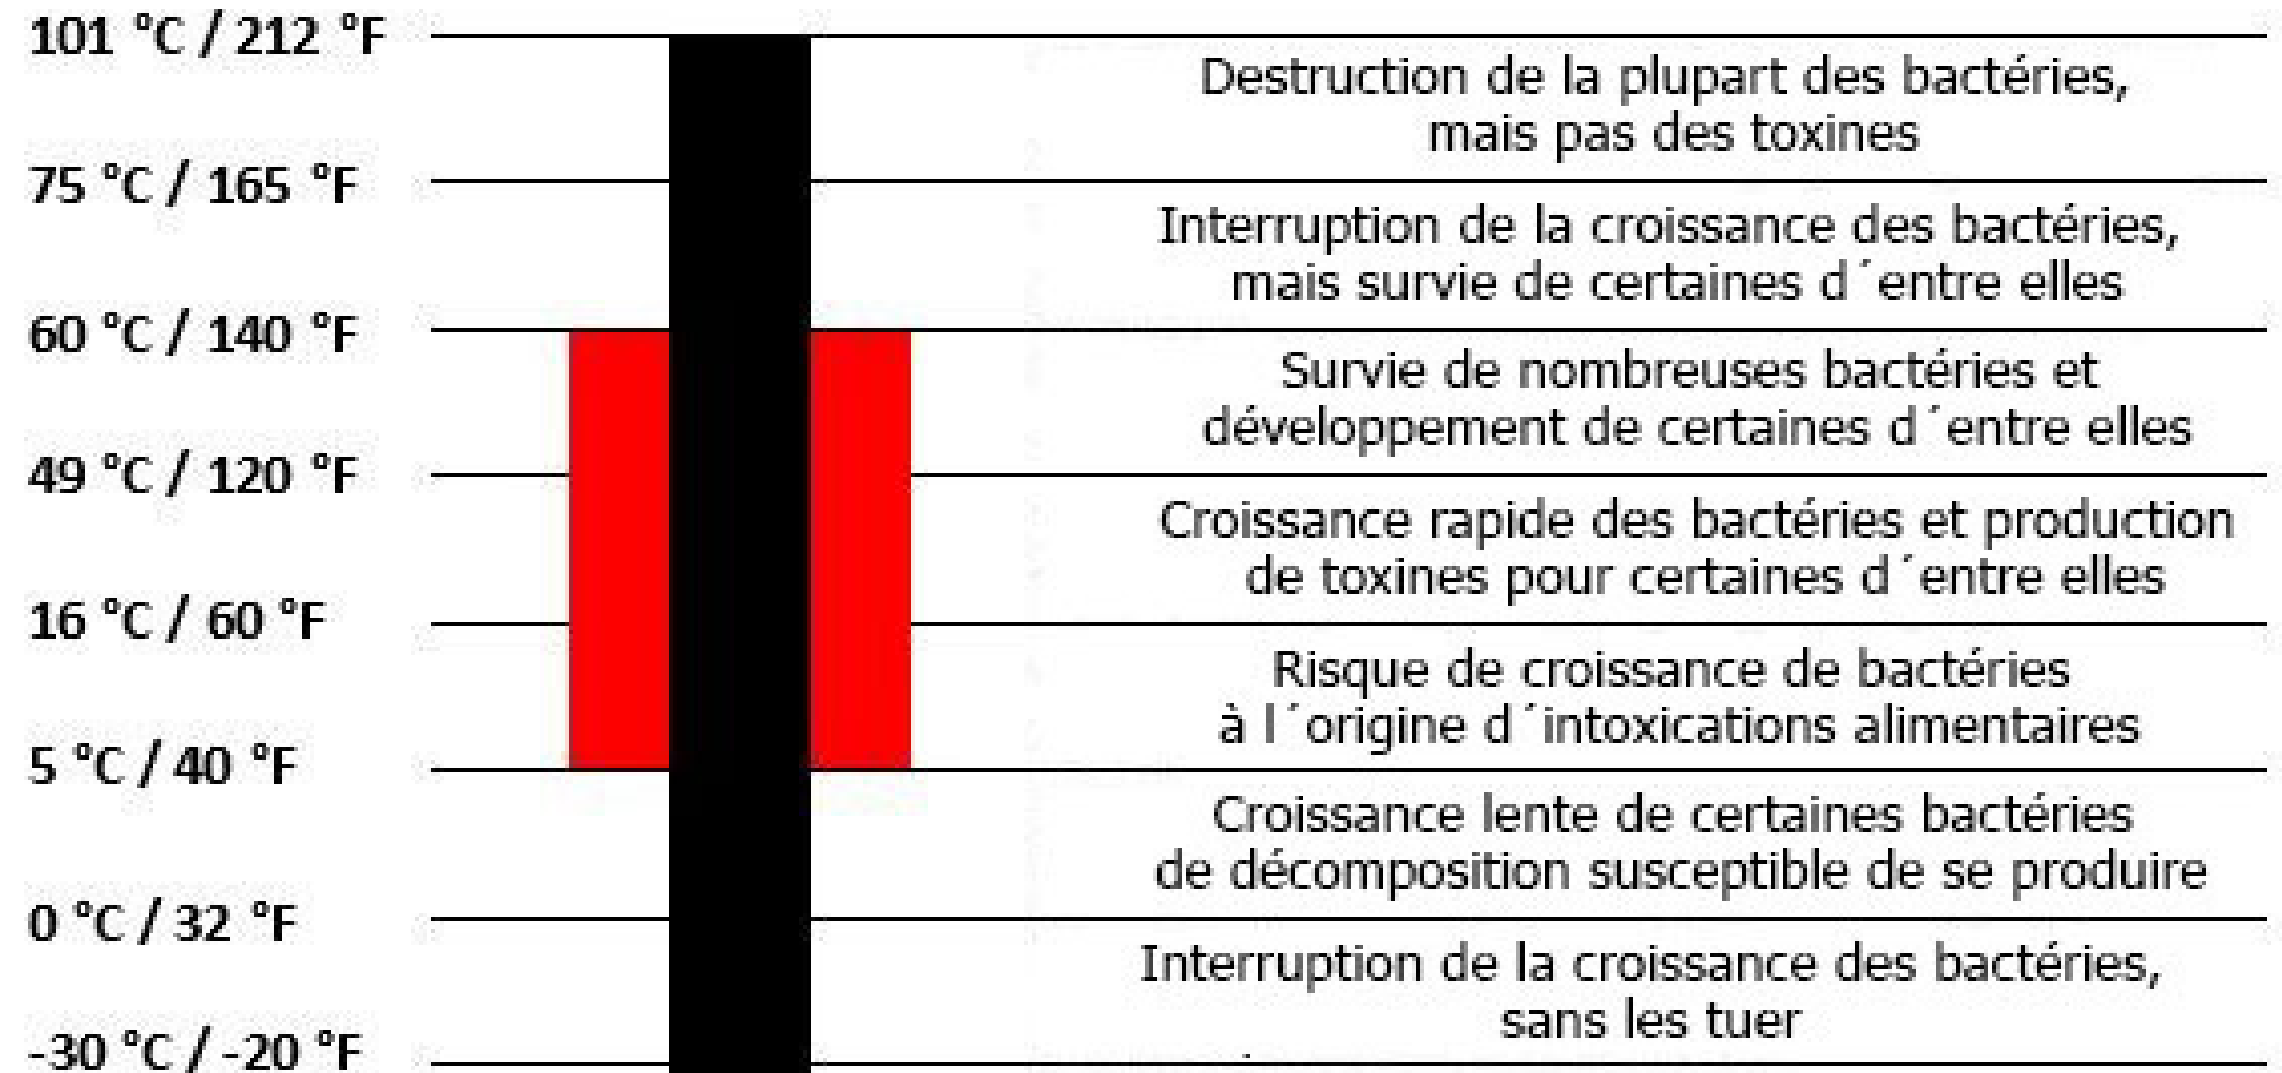 101 °C / 212 °F
Destruction de la plupart des bactéries,
mais pas des toxines
75 °C / 165 °F
Interruption de la croissance des bactéries,
mais survie de certaines d´entre elles
60 °C / 140 °F
Survie de nombreuses bactéries et
développement de certaines d´entre elles
49 °C / 120 °F
Croissance rapide des bactéries et production
de toxines pour certaines d´entre elles
16 °C / 60 °F
Risque de croissance de bactéries
à l´origine d´intoxications alimentaires
5 °C / 40 °F
Croissance lente de certaines bactéries
de décomposition susceptible de se produire
0 °C / 32 °F
Interruption de la croissance des bactéries,
sans les tuer
-30 °C / -20 °F